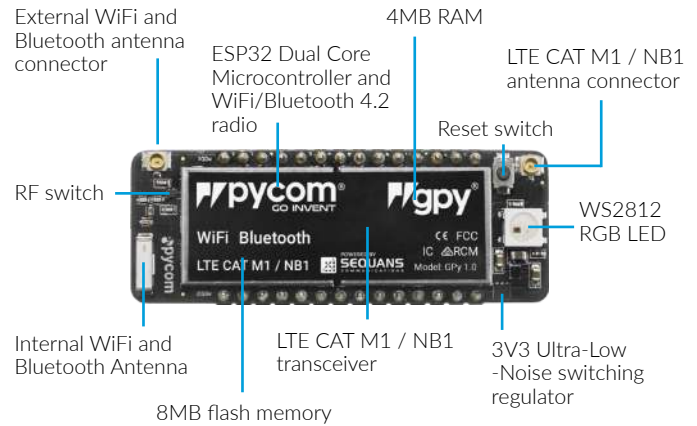 External WiFi and
Bluetooth antenna
connector
4MB RAM
ESP32 Dual Core
Microcontroller and
WiFi/Bluetooth 4.2
radio
LTE CAT M1 / NB1
antenna connector
Reset switch
RF switch
WS2812
RGB LED
pycom®
GO INVENT
gpy®
WiFi Bluetooth
CE FCC
IC RCM
LTE CAT M1 / NB1
POWERED BY
SEQUANS
COMMUNICATIONS
Model: GPy 1.0
pycom
Internal WiFi and
Bluetooth Antenna
LTE CAT M1 / NB1
transceiver
3V3 Ultra-Low
-Noise switching
regulator
8MB flash memory